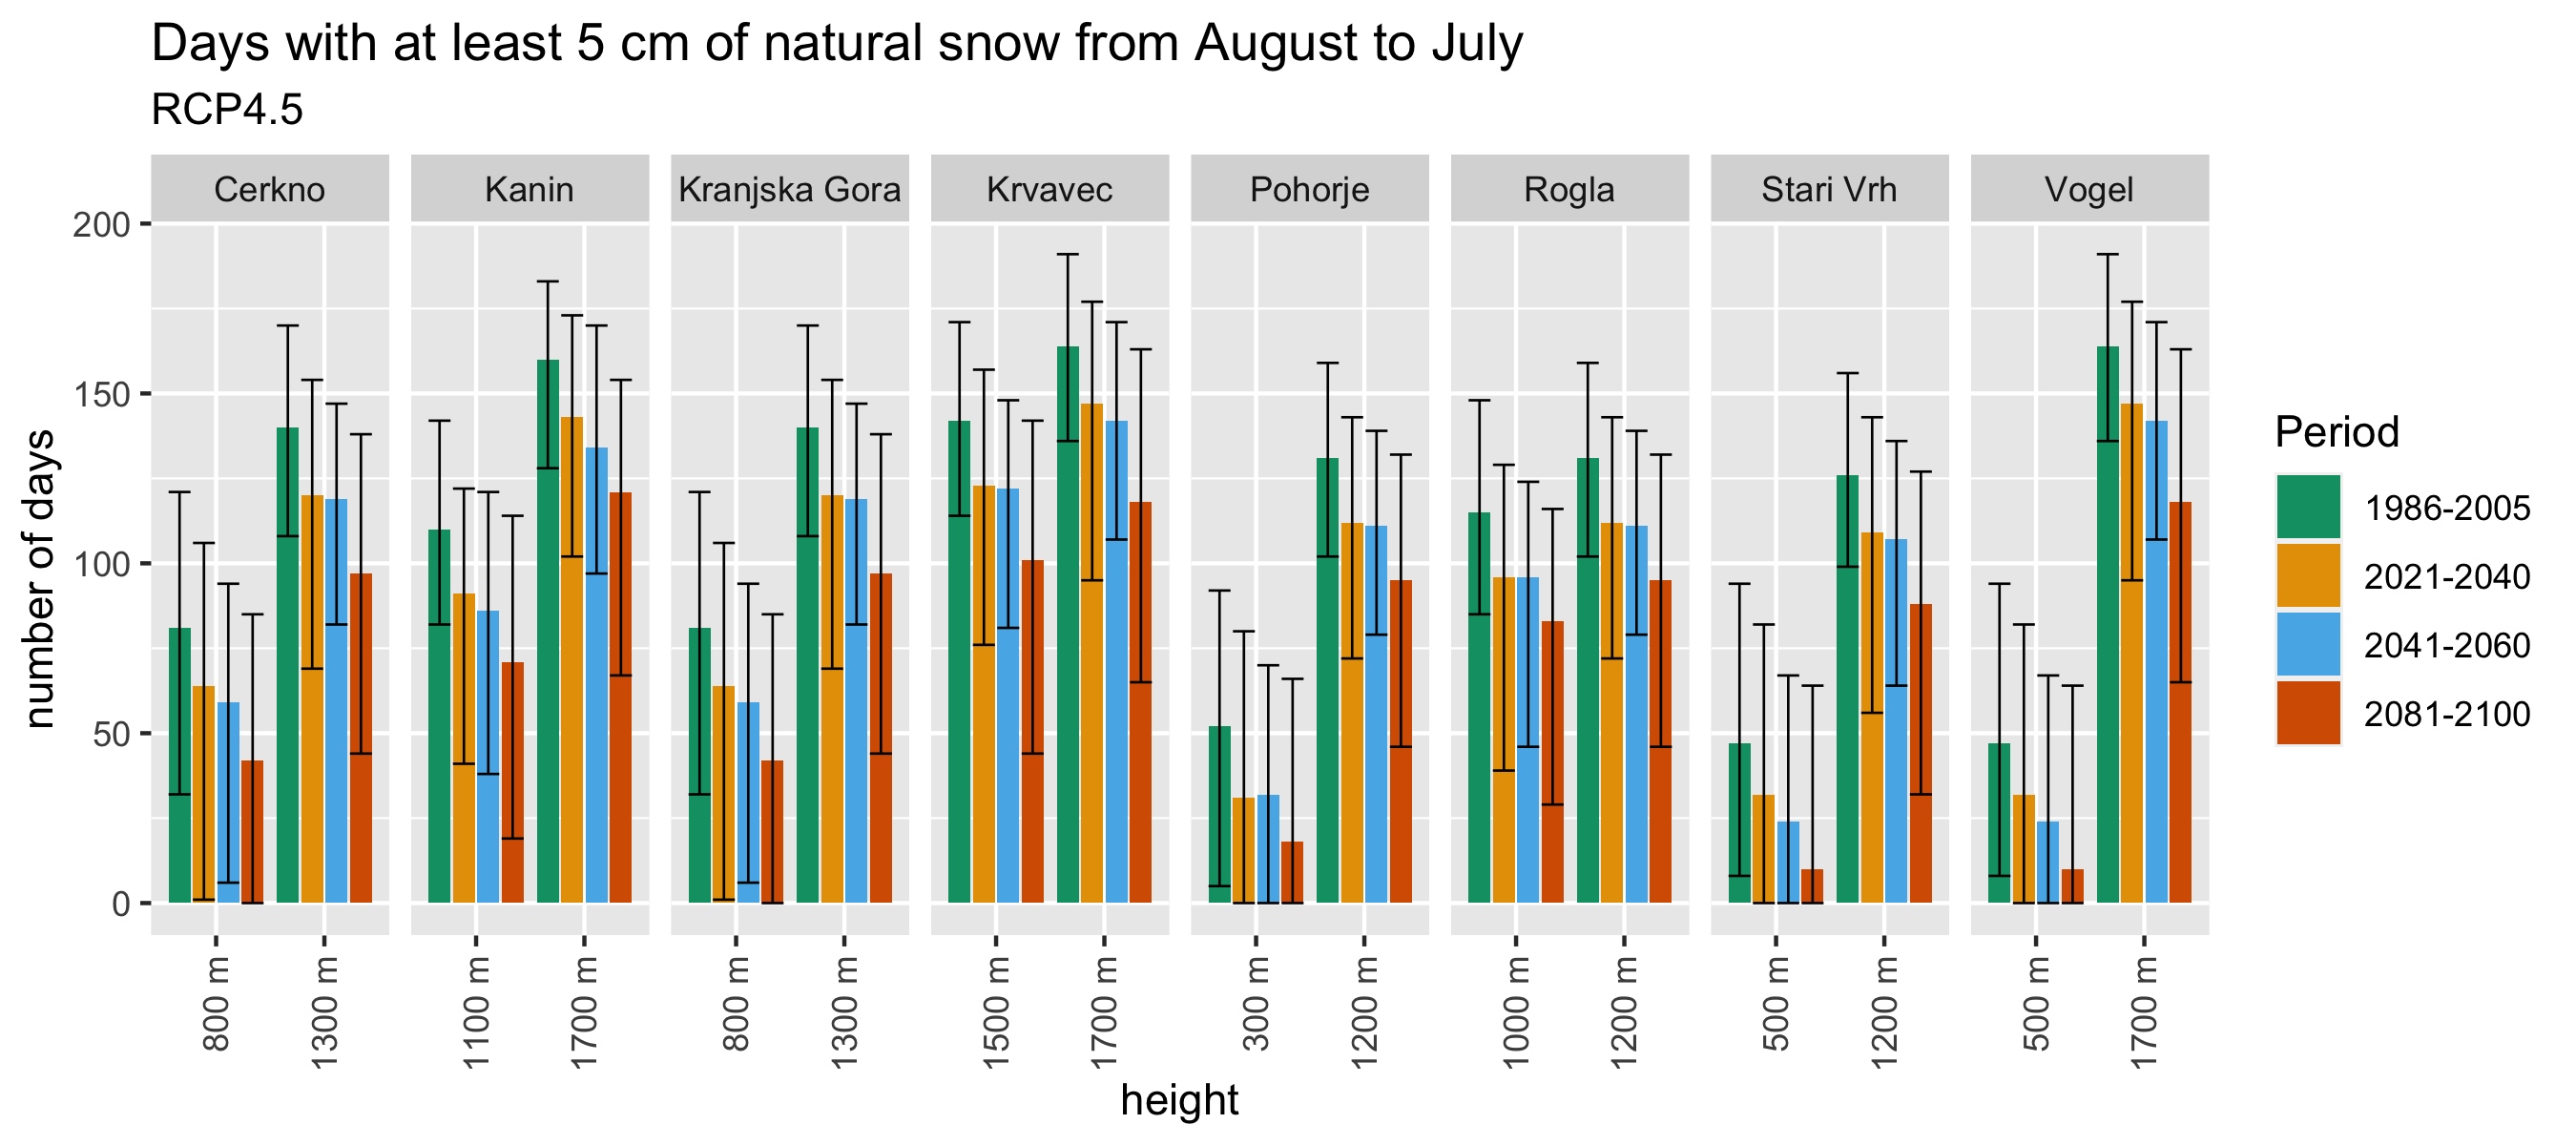 Days with at least 5 cm of natural snow from August to July
RCP4.5
Cerkno Kanin Kranjska Gora Krvavec Pohorje Rogla Stari Vrh Vogel
200
150
100
50
0
number of days
800 m 1300 m 1100 m 1700 m 800 m 1300 m 1500 m 1700 m 300 m 1200 m 1000 m 1200 m 500 m 1200 m 500 m 1700 m
height
Period
1986-2005
2021-2040
2041-2060
2081-2100